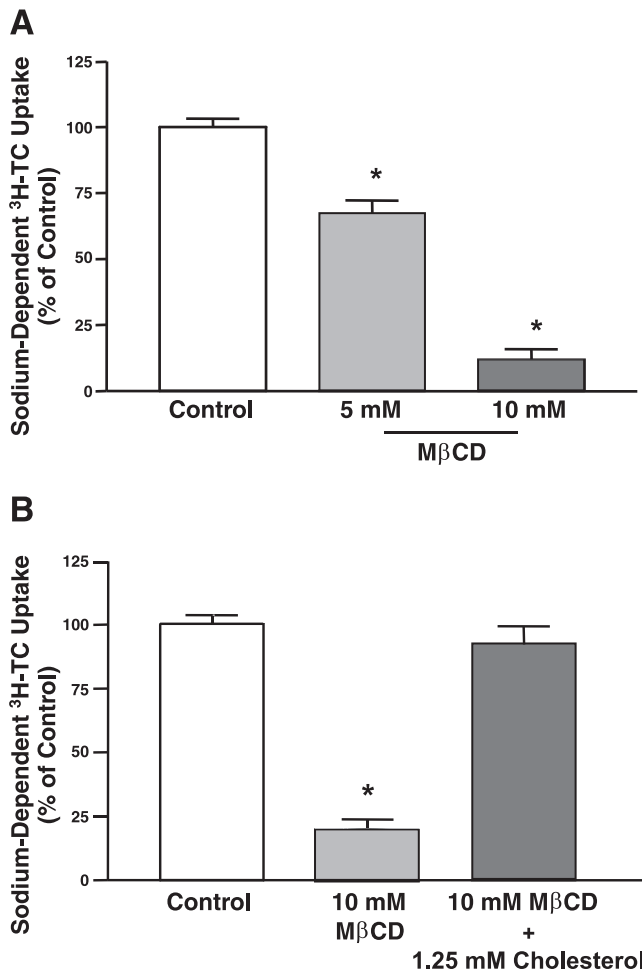 A
Sodium-Dependent ³H-TC Uptake
(% of Control)
125
100
75
50
25
0
*
*
Control
5 mM
10 mM
MβCD
B
Sodium-Dependent ³H-TC Uptake
(% of Control)
125
100
75
50
25
0
*
Control
10 mM
MβCD
10 mM MβCD
+
1.25 mM Cholesterol